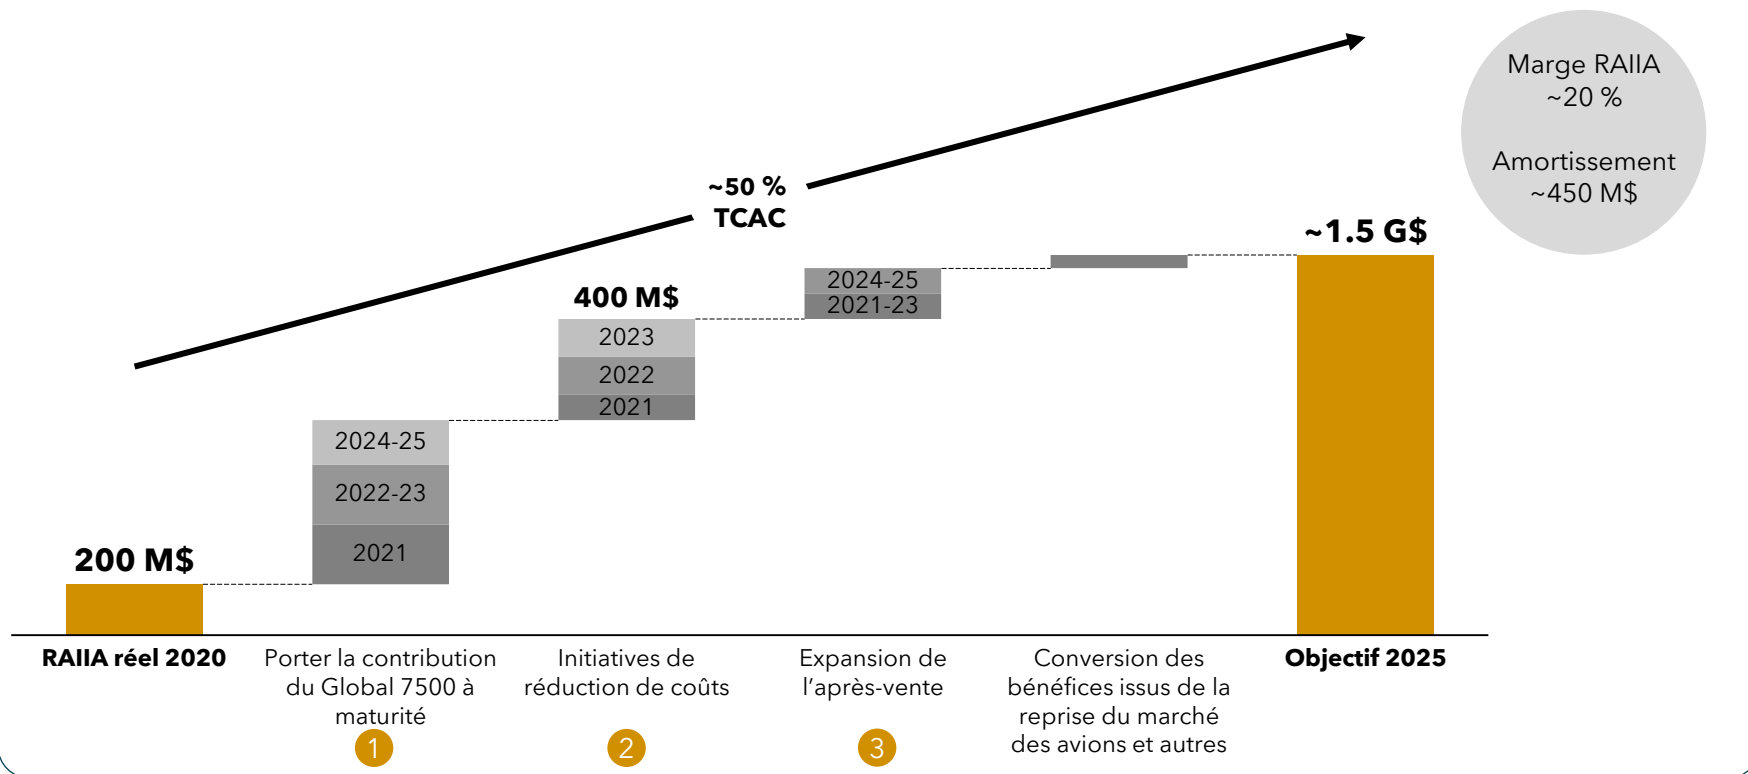 Marge RAIIA
~20 %
Amortissement
~450 M$
~50 %
TCAC
~1.5 G$
400 M$
200 M$
2024-25
2022-23
2021
2023
2022
2021
2024-25
2021-23
RAIIA réel 2020
Porter la contribution
du Global 7500 à
maturité
1
Initiatives de
réduction de coûts
2
Expansion de
l’après-vente
3
Conversion des
bénéfices issus de la
reprise du marché
des avions et autres
Objectif 2025